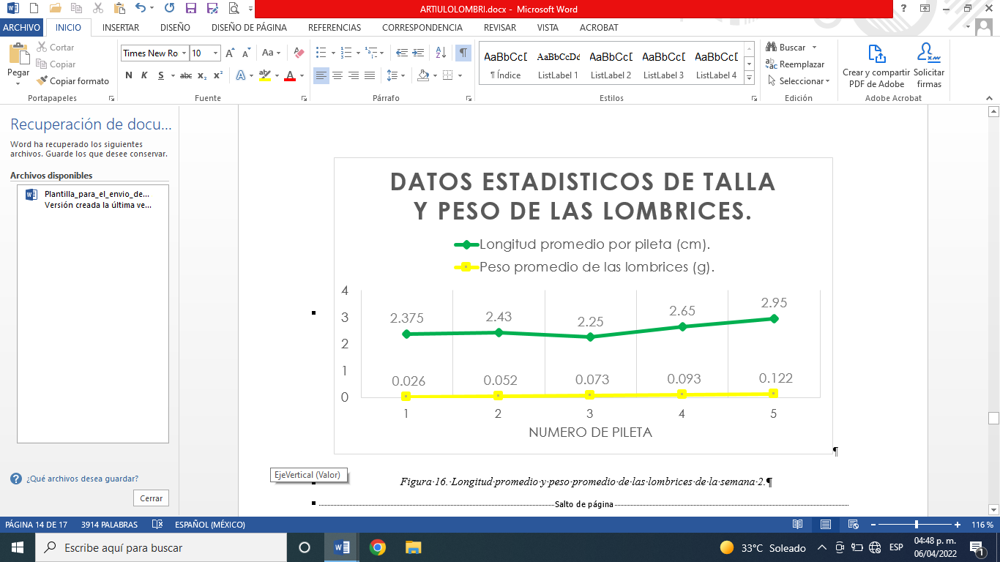 ARTIULOLOMBRI.docx - Microsoft Word
ARCHIVO INICIO INSERTAR DISEÑO DISEÑO DE PÁGINA REFERENCIAS CORRESPONDENCIA REVISAR VISTA ACROBAT
Pegar
Cortar
Copiar
Copiar formato
Portapapeles
Times New Ro 10
N K S abc x₂ x²
Aa
Fuente
Párrafo
AaBbCcI AaBbCcDd AaBbCcI AaBbCcI AaBbCcI
¶ Índice ListLabel 1 ListLabel 2 ListLabel 3 ListLabel 4
Estilos
Buscar
Reemplazar
Seleccionar
Edición
Crear y compartir
PDF de Adobe
Solicitar
firmas
Adobe Acrobat
Recuperación de docu...
Word ha recuperado los siguientes
archivos. Guarde los que desee conservar.
Archivos disponibles
Plantilla_para_el_envio_de...
Versión creada la última ve...
¿Qué archivos desea guardar?
Cerrar
DATOS ESTADISTICOS DE TALLA
Y PESO DE LAS LOMBRICES.
Longitud promedio por pileta (cm).
Peso promedio de las lombrices (g).
4
3
2
1
0
2.375 2.43 2.25 2.65 2.95
0.026 0.052 0.073 0.093 0.122
1 2 3 4 5
NUMERO DE PILETA
¶
EjeVertical (Valor)
Figura·16.·Longitud·promedio·y·peso·promedio·de·las·lombrices·de·la·semana·2.¶
Salto de página
PÁGINA 14 DE 17 3914 PALABRAS ESPAÑOL (MÉXICO) 116 %
Escribe aquí para buscar
33°C Soleado
ESP
04:48 p. m.
06/04/2022
1